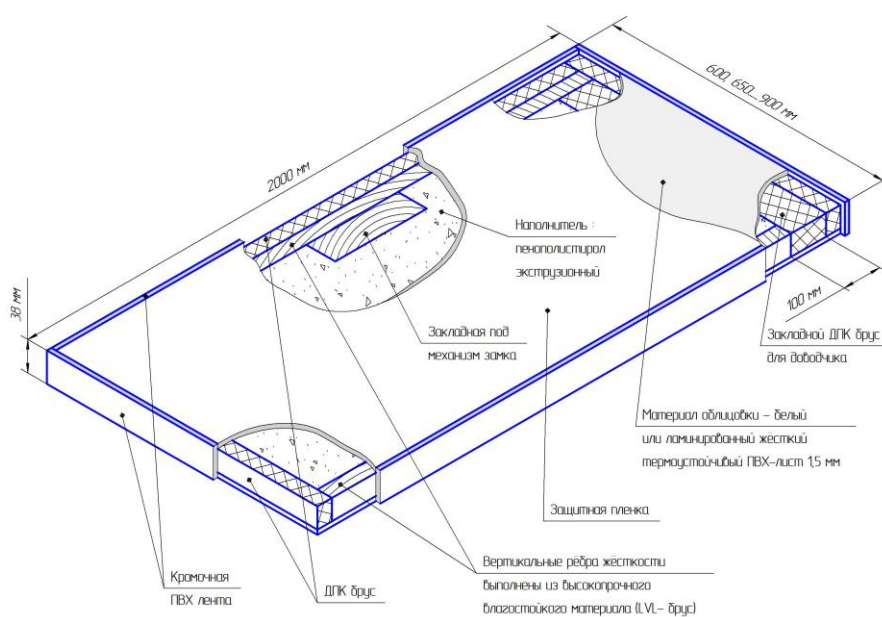 600, 650...900 мм
2000 мм
38 мм
100 мм
Наполнитель :
пенополистирол
экструзионный
Закладная под
механизм замка
Закладной ДПК брус
для доводчика
Материал облицовки – белый
или ламинированный жёсткий
термоустойчивый ПВХ-лист 1,5 мм
Защитная пленка
Кромочная
ПВХ лента
ДПК брус
Вертикальные рёбра жёсткости
выполнены из высокопрочного
влагостойкого материала (LVL- брус)